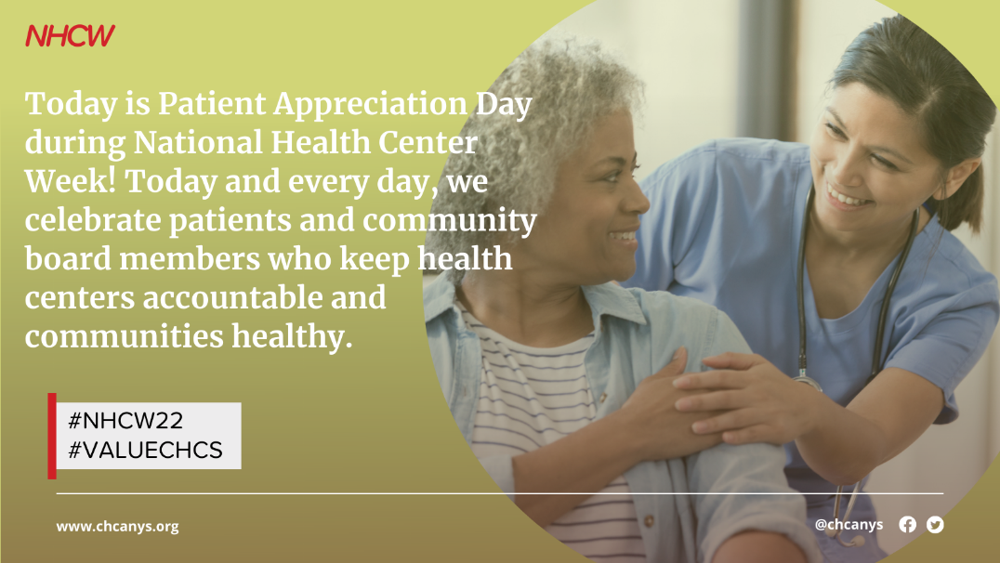 NHCW
Today is Patient Appreciation Day
during National Health Center
Week! Today and every day, we
celebrate patients and community
board members who keep health
centers accountable and
communities healthy.
#NHCW22
#VALUECHCS
www.chcanys.org
@chcanys